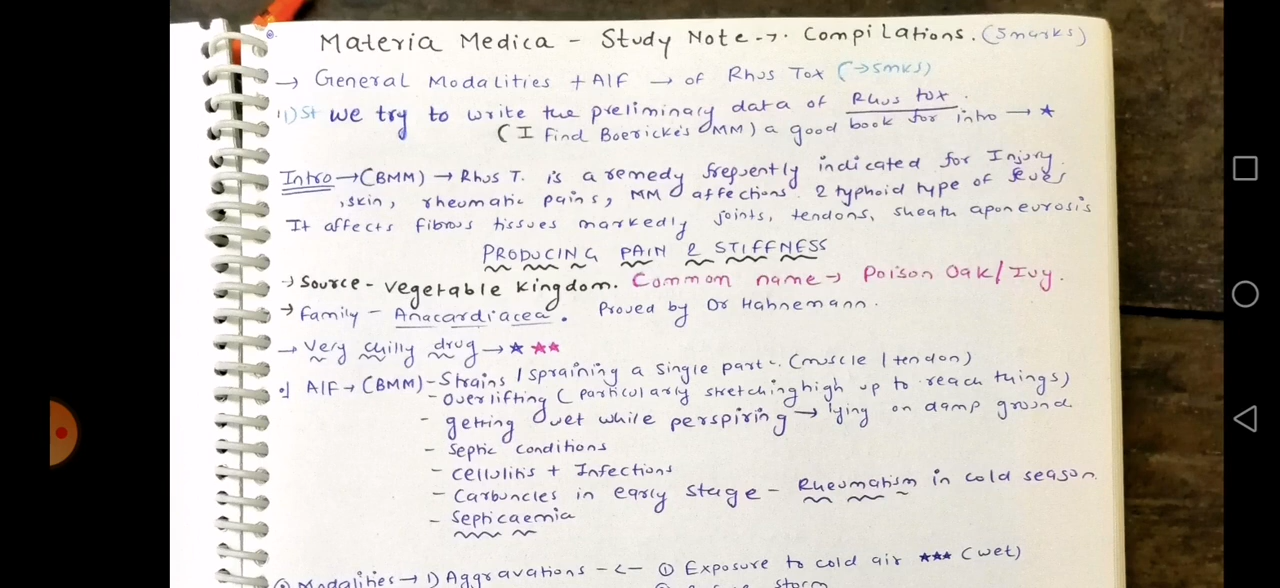 Materia Medica - Study Note → Compilations. (5marks)
→ General Modalities + A/F → of Rhus Tox (→5mks)
1) St we try to write the preliminary data of Rhus tox.
( I find Boericke's MM) a good book for intro → ★
Intro → (BMM) → Rhus T. is a remedy frequently indicated for Injury
, skin, rheumatic pains, MM affections & typhoid type of fever
It affects fibrous tissues markedly joints, tendons, sheath aponeurosis
PRODUCING PAIN & STIFFNESS
→ Source - vegetable Kingdom. Common name → Poison Oak/Ivy.
→ family - Anacardiacea. Proved by Dr Hahnemann.
→ Very chilly drug → ★ ★★
A/F → (BMM) - Strains / spraining a single part. (muscle / tendon)
- Overlifting ( particularly stretching high up to reach things)
- getting wet while perspiring → lying on damp ground
- Septic conditions
- Cellulitis + Infections
- Carbuncles in early stage - Rheumatism in cold season.
- Septicaemia
Modalities → 1) Aggravations - <- ① Exposure to cold air ★★★ (wet)
storm